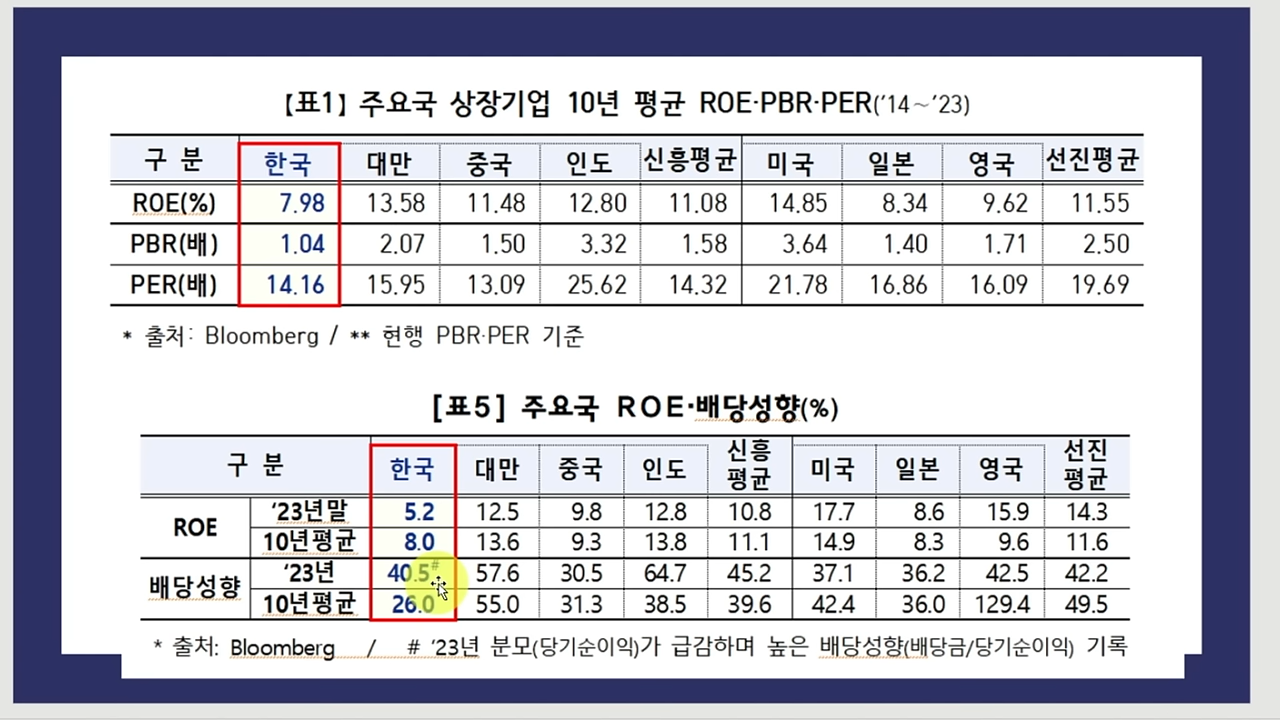 【표1】 주요국 상장기업 10년 평균 ROE·PBR·PER('14~'23)
구 분 한국 대만 중국 인도 신흥평균 미국 일본 영국 선진평균
ROE(%) 7.98 13.58 11.48 12.80 11.08 14.85 8.34 9.62 11.55
PBR(배) 1.04 2.07 1.50 3.32 1.58 3.64 1.40 1.71 2.50
PER(배) 14.16 15.95 13.09 25.62 14.32 21.78 16.86 16.09 19.69
* 출처: Bloomberg / ** 현행 PBR·PER 기준
[표5] 주요국 ROE·배당성향(%)
구 분 한국 대만 중국 인도 신흥 평균 미국 일본 영국 선진 평균
ROE '23년말 5.2 12.5 9.8 12.8 10.8 17.7 8.6 15.9 14.3
10년평균 8.0 13.6 9.3 13.8 11.1 14.9 8.3 9.6 11.6
배당성향 '23년 40.5# 57.6 30.5 64.7 45.2 37.1 36.2 42.5 42.2
10년평균 26.0 55.0 31.3 38.5 39.6 42.4 36.0 129.4 49.5
* 출처: Bloomberg / # '23년 분모(당기순이익)가 급감하며 높은 배당성향(배당금/당기순이익) 기록